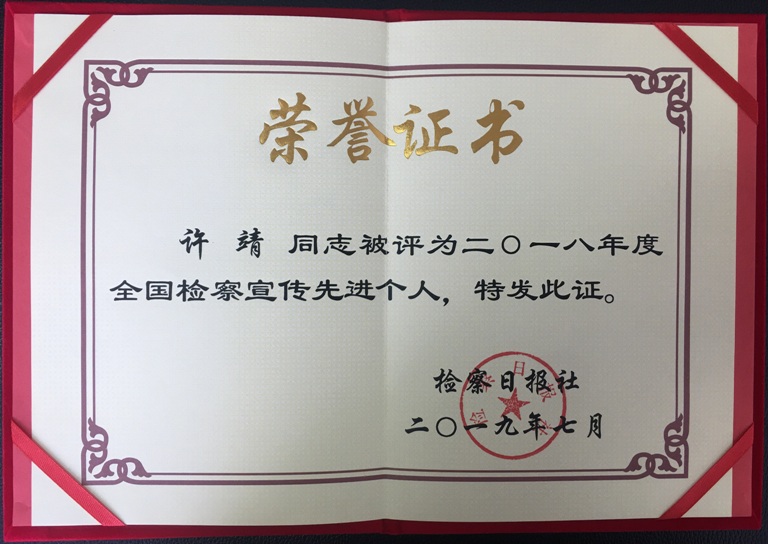 荣誉证书
许 靖 同志被评为二〇一八年度
全国检察宣传先进个人，特发此证。
检察日报社
二〇一九年七月